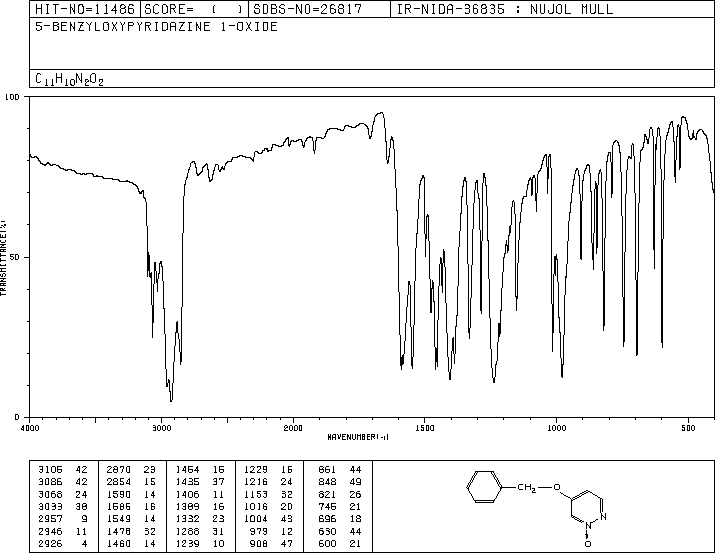 HIT-NO=11486 SCORE= ( ) SDBS-NO=26817 IR-NIDA-36835 : NUJOL MULL
5-BENZYLOXYPYRIDAZINE 1-OXIDE
C11H10N2O2
100
50
0
TRANSMITTANCE(%)
4000 3000 2000 1500 1000 500
WAVENUMBER(-1)
3105 42 2870 29 1454 16 1229 16 861 44
3086 42 2854 15 1435 37 1216 24 848 49
3068 24 1590 14 1406 11 1153 32 821 26
3033 38 1585 16 1389 16 1016 20 745 21
2957 9 1549 14 1332 23 1004 43 696 18
2946 11 1478 32 1288 31 979 12 630 44
2926 4 1460 14 1239 10 908 47 600 21
CH2 O
N
N
O